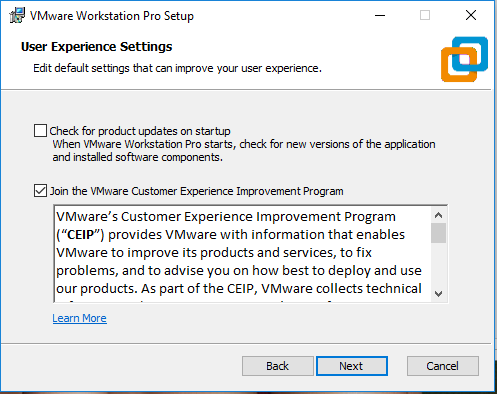 VMware Workstation Pro Setup
User Experience Settings
Edit default settings that can improve your user experience.
Check for product updates on startup
When VMware Workstation Pro starts, check for new versions of the application
and installed software components.
Join the VMware Customer Experience Improvement Program
VMware's Customer Experience Improvement Program
("CEIP") provides VMware with information that enables
VMware to improve its products and services, to fix
problems, and to advise you on how best to deploy and use
our products. As part of the CEIP, VMware collects technical
Learn More
Back
Next
Cancel